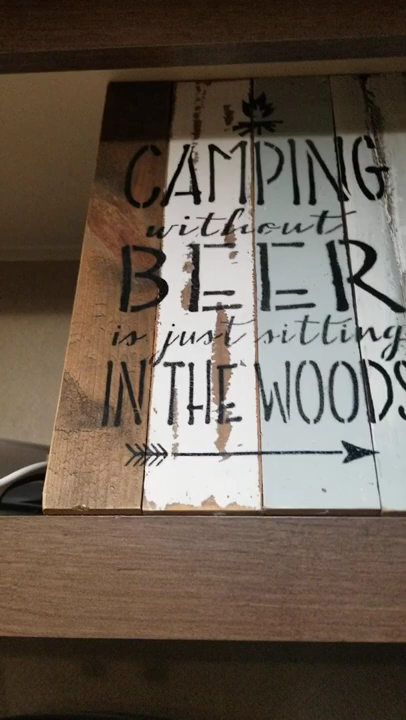 CAMPING
without
BEER
is just sitting
IN THE WOODS